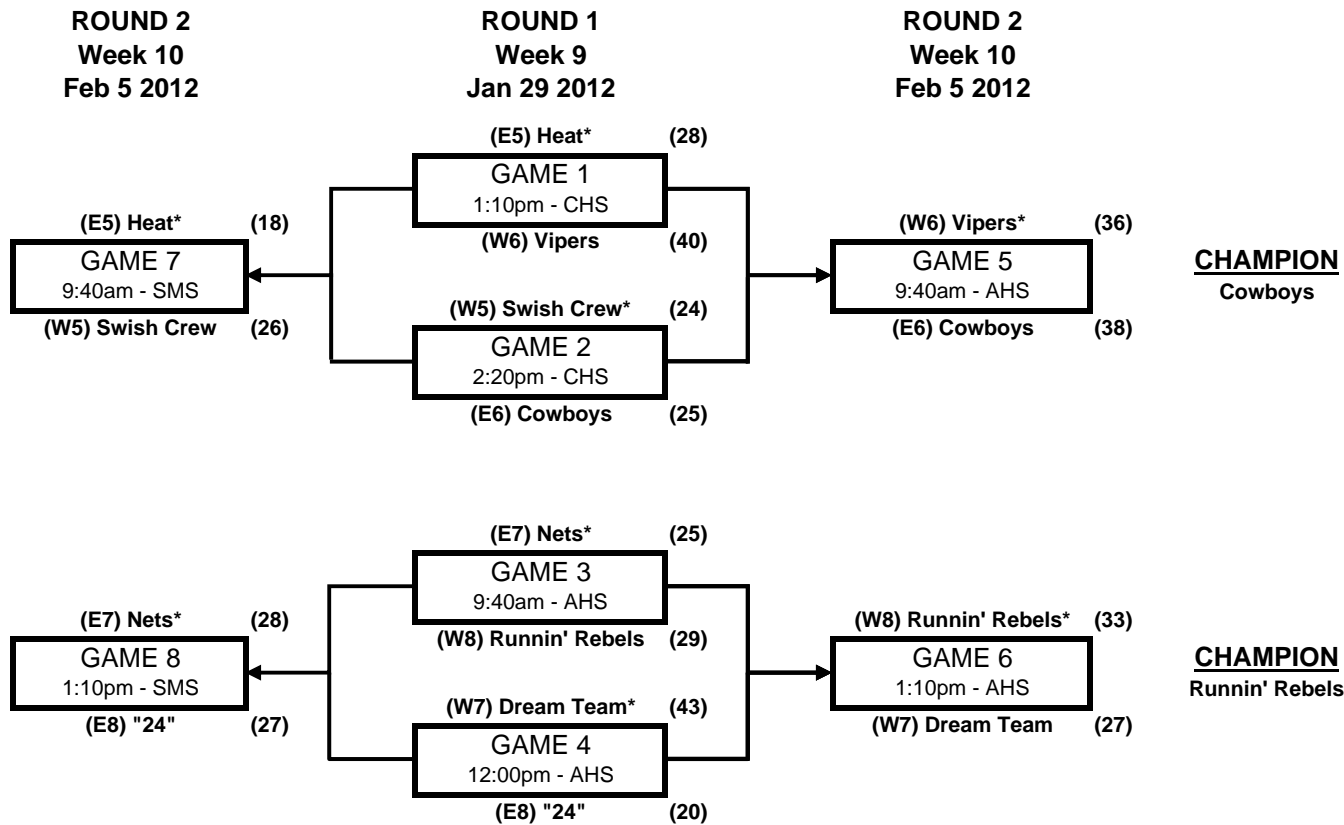 ROUND 2
Week 10
Feb 5 2012
ROUND 1
Week 9
Jan 29 2012
ROUND 2
Week 10
Feb 5 2012
(E5) Heat* (28)
GAME 1
1:10pm - CHS
(W6) Vipers (40)
(E5) Heat* (18)
GAME 7
9:40am - SMS
(W5) Swish Crew (26)
(W6) Vipers* (36)
GAME 5
9:40am - AHS
(E6) Cowboys (38)
CHAMPION
Cowboys
(W5) Swish Crew* (24)
GAME 2
2:20pm - CHS
(E6) Cowboys (25)
(E7) Nets* (25)
GAME 3
9:40am - AHS
(W8) Runnin' Rebels (29)
(E7) Nets* (28)
GAME 8
1:10pm - SMS
(E8) "24" (27)
(W8) Runnin' Rebels* (33)
GAME 6
1:10pm - AHS
(W7) Dream Team (27)
CHAMPION
Runnin' Rebels
(W7) Dream Team* (43)
GAME 4
12:00pm - AHS
(E8) "24" (20)